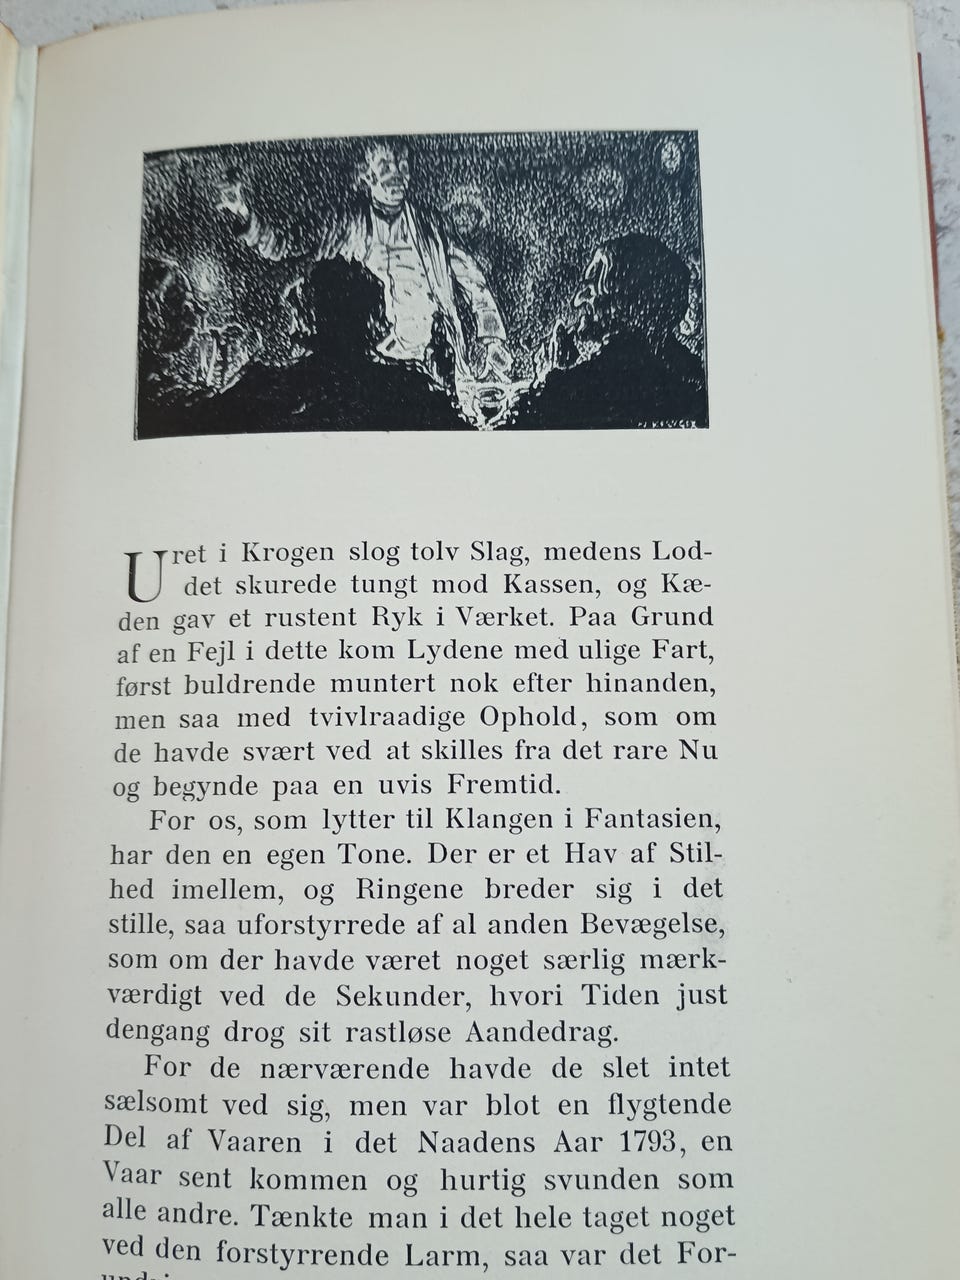 Uret i Krogen slog tolv Slag, medens Lod-
det skurede tungt mod Kassen, og Kæ-
den gav et rustent Ryk i Værket. Paa Grund
af en Fejl i dette kom Lydene med ulige Fart,
først buldrende muntert nok efter hinanden,
men saa med tvivlraadige Ophold, som om
de havde svært ved at skilles fra det rare Nu
og begynde paa en uvis Fremtid.
For os, som lytter til Klangen i Fantasien,
har den en egen Tone. Der er et Hav af Stil-
hed imellem, og Ringene breder sig i det
stille, saa uforstyrrede af al anden Bevægelse,
som om der havde været noget særlig mærk-
værdigt ved de Sekunder, hvori Tiden just
dengang drog sit rastløse Aandedrag.
For de nærværende havde de slet intet
sælsomt ved sig, men var blot en flygtende
Del af Vaaren i det Naadens Aar 1793, en
Vaar sent kommen og hurtig svunden som
alle andre. Tænkte man i det hele taget noget
ved den forstyrrende Larm, saa var det For-